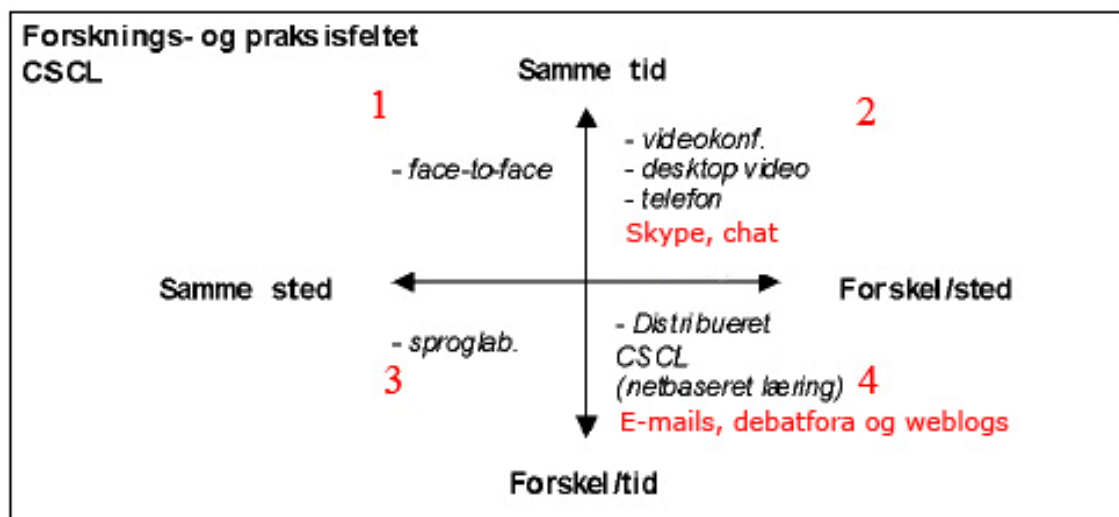 Forsknings- og praksisfeltet
CSCL
Samme tid
1
2
- face-to-face
- videokonf.
- desktop video
- telefon
Skype, chat
Samme sted
Forskel/sted
- sproglab.
3
- Distribueret
CSCL
(netbaseret læring)
4
E-mails, debatfora og weblogs
Forskel/tid